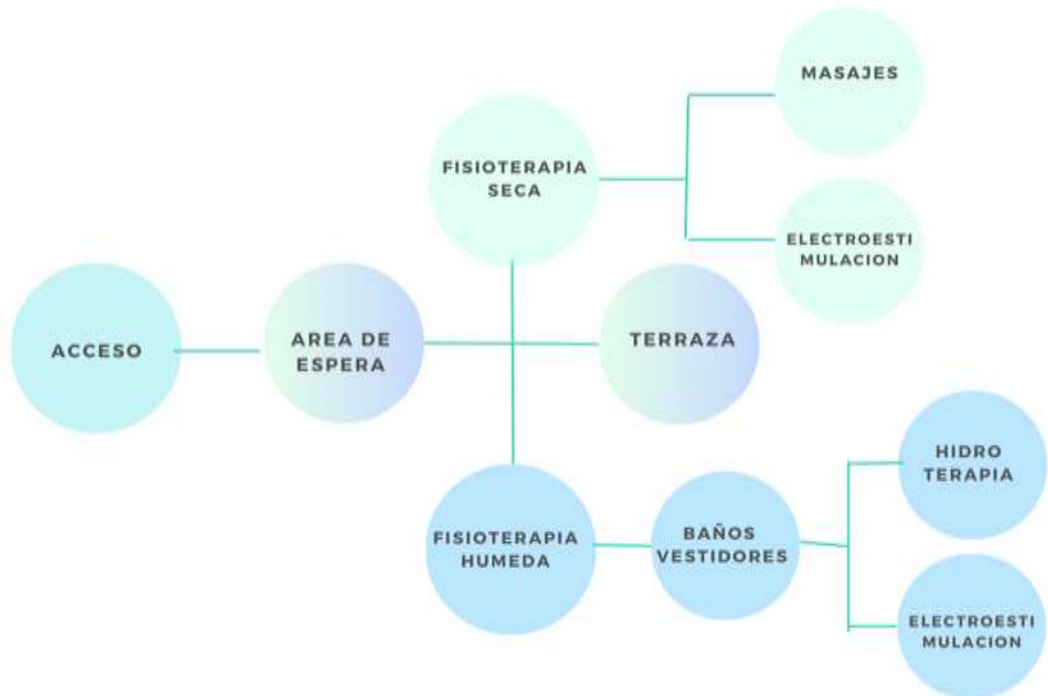 MASAJES
FISIOTERAPIA
SECA
ELECTROESTI
MULACION
ACCESO
AREA DE
ESPERA
TERRAZA
HIDRO
TERAPIA
FISIOTERAPIA
HUMEDA
BAÑOS
VESTIDORES
ELECTROESTI
MULACION